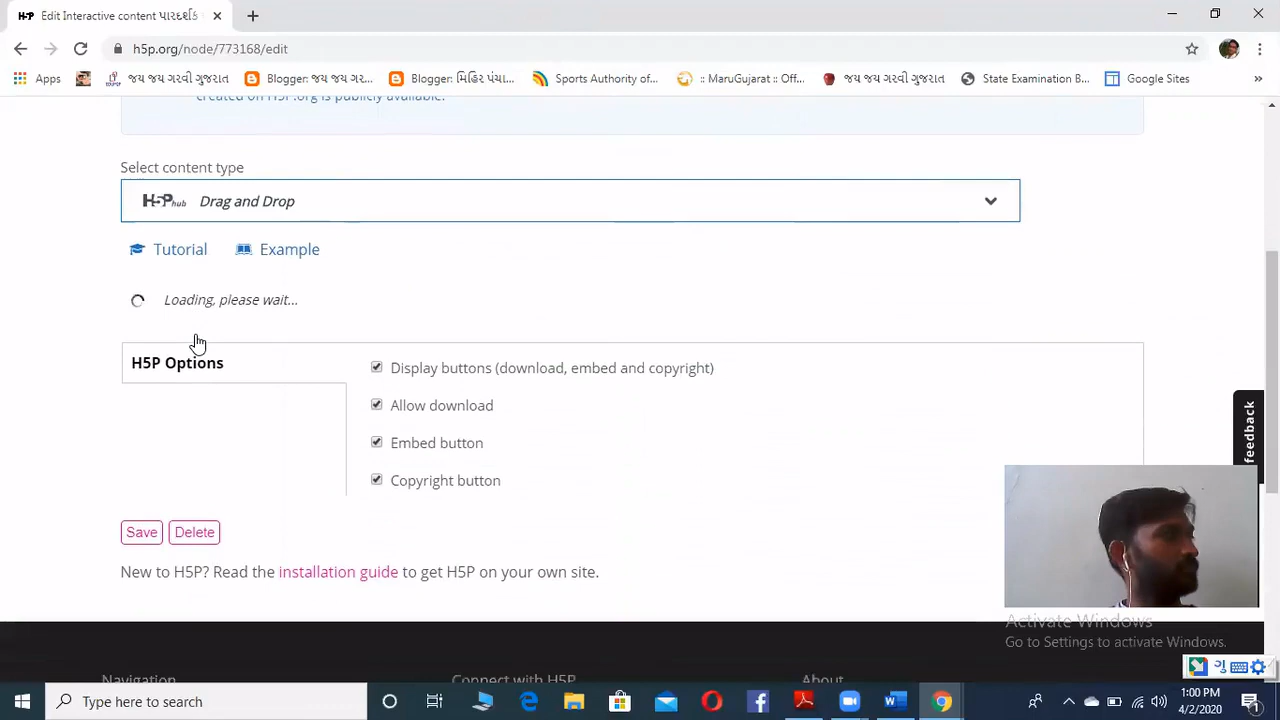 H5P Edit Interactive content પારદર્શક
h5p.org/node/773168/edit
Apps જય જય ગરવી ગુજરાત Blogger: જય જય ગર... Blogger: મિહિર પંચા... Sports Authority of... :: MaruGujarat :: Off... જય જય ગરવી ગુજરાત State Examination B... Google Sites »
created on H5P.org is publicly available.
Select content type
H5P hub Drag and Drop
Tutorial Example
Loading, please wait...
H5P Options
Display buttons (download, embed and copyright)
Allow download
Embed button
Copyright button
feedback
Save Delete
New to H5P? Read the installation guide to get H5P on your own site.
Activate Windows
Go to Settings to activate Windows.
Navigation Connect with H5P About
Type here to search
1:00 PM
4/2/2020